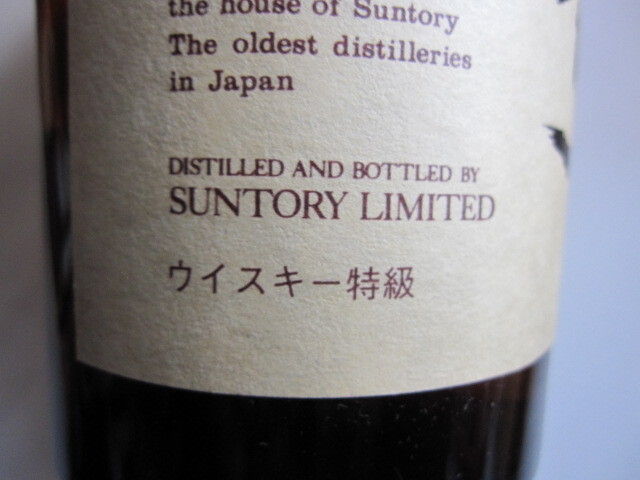 the house of Suntory
The oldest distilleries
in Japan
DISTILLED AND BOTTLED BY
SUNTORY LIMITED
ウイスキー特級